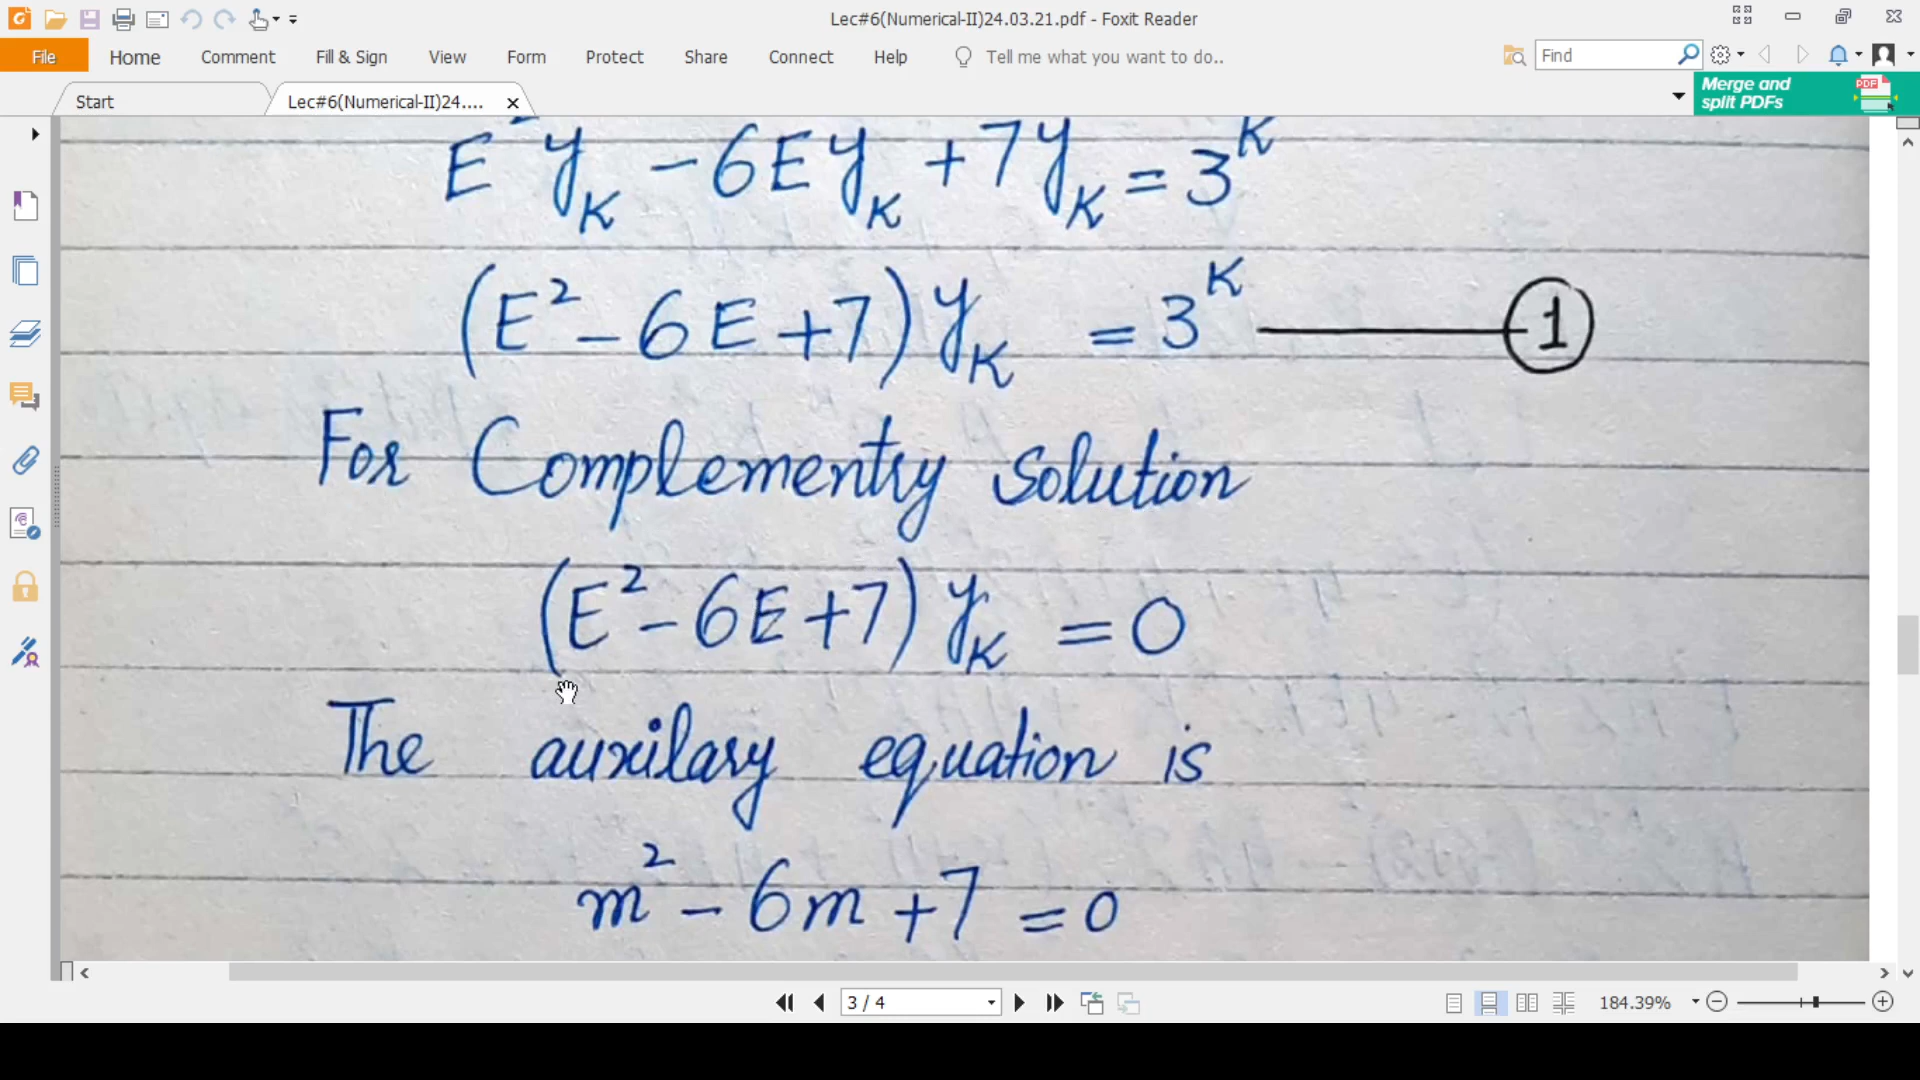 Lec#6(Numerical-II)24.03.21.pdf - Foxit Reader
File Home Comment Fill & Sign View Form Protect Share Connect Help Tell me what you want to do.. Find
Start Lec#6(Numerical-II)24.... Merge and
split PDFs
PDF
E²y_K − 6Ey_K + 7y_K = 3^K
(E² − 6E + 7) y_K = 3^K ——— ①
For Complementry Solution
(E² − 6E + 7) y_K = 0
The auxilary equation is
m² − 6m + 7 = 0
3 / 4 184.39%